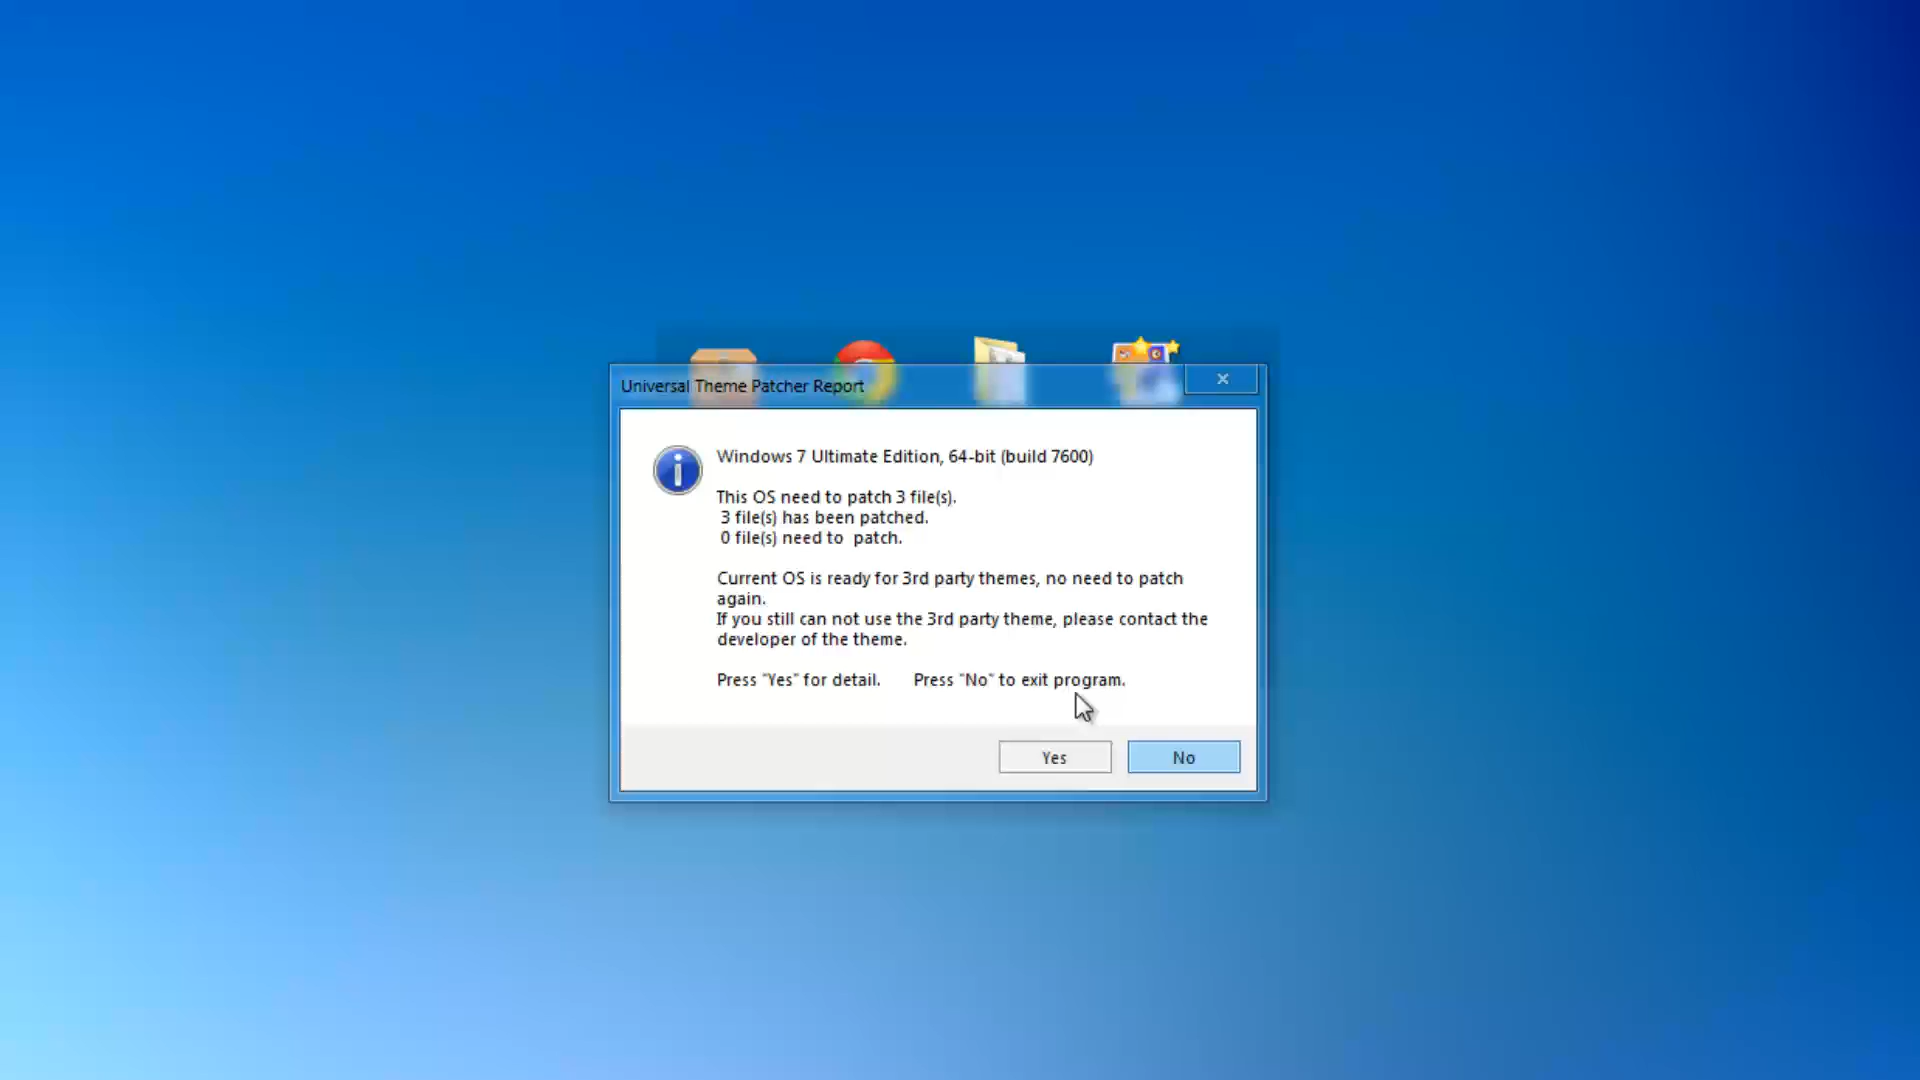 Universal Theme Patcher Report
Windows 7 Ultimate Edition, 64-bit (build 7600)
This OS need to patch 3 file(s).
3 file(s) has been patched.
0 file(s) need to  patch.
Current OS is ready for 3rd party themes, no need to patch
again.
If you still can not use the 3rd party theme, please contact the
developer of the theme.
Press "Yes" for detail.    Press "No" to exit program.
Yes
No